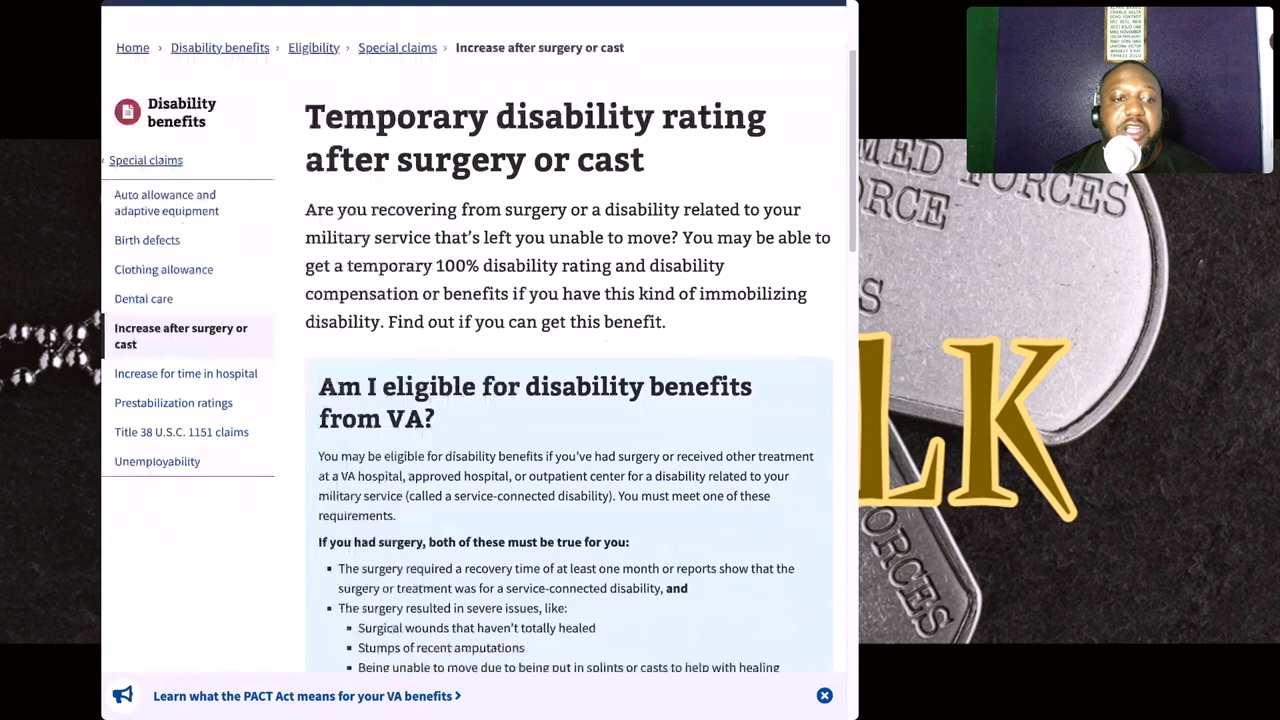 Home › Disability benefits › Eligibility › Special claims › Increase after surgery or cast
Disability
benefits
‹ Special claims
Auto allowance and
adaptive equipment
Birth defects
Clothing allowance
Dental care
Increase after surgery or
cast
Increase for time in hospital
Prestabilization ratings
Title 38 U.S.C. 1151 claims
Unemployability
Temporary disability rating
after surgery or cast
Are you recovering from surgery or a disability related to your
military service that’s left you unable to move? You may be able to
get a temporary 100% disability rating and disability
compensation or benefits if you have this kind of immobilizing
disability. Find out if you can get this benefit.
Am I eligible for disability benefits
from VA?
You may be eligible for disability benefits if you’ve had surgery or received other treatment
at a VA hospital, approved hospital, or outpatient center for a disability related to your
military service (called a service-connected disability). You must meet one of these
requirements.
If you had surgery, both of these must be true for you:
The surgery required a recovery time of at least one month or reports show that the
surgery or treatment was for a service-connected disability, and
The surgery resulted in severe issues, like:
Surgical wounds that haven’t totally healed
Stumps of recent amputations
Being unable to move due to being put in splints or casts to help with healing
Learn what the PACT Act means for your VA benefits ›
MED FORCES
RCE
S
LK
FORCES